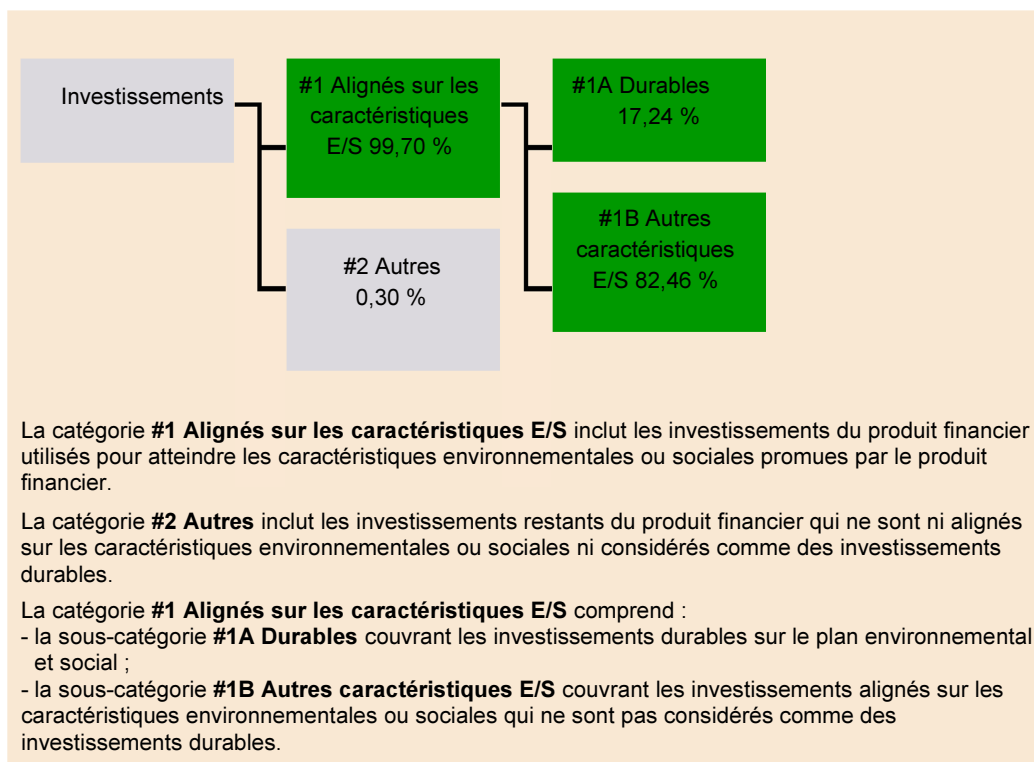 Investissements
#1 Alignés sur les
caractéristiques
E/S 99,70 %
#2 Autres
0,30 %
#1A Durables
17,24 %
#1B Autres
caractéristiques
E/S 82,46 %
La catégorie #1 Alignés sur les caractéristiques E/S inclut les investissements du produit financier
utilisés pour atteindre les caractéristiques environnementales ou sociales promues par le produit
financier.
La catégorie #2 Autres inclut les investissements restants du produit financier qui ne sont ni alignés
sur les caractéristiques environnementales ou sociales ni considérés comme des investissements
durables.
La catégorie #1 Alignés sur les caractéristiques E/S comprend :
- la sous-catégorie #1A Durables couvrant les investissements durables sur le plan environnemental
et social ;
- la sous-catégorie #1B Autres caractéristiques E/S couvrant les investissements alignés sur les
caractéristiques environnementales ou sociales qui ne sont pas considérés comme des
investissements durables.